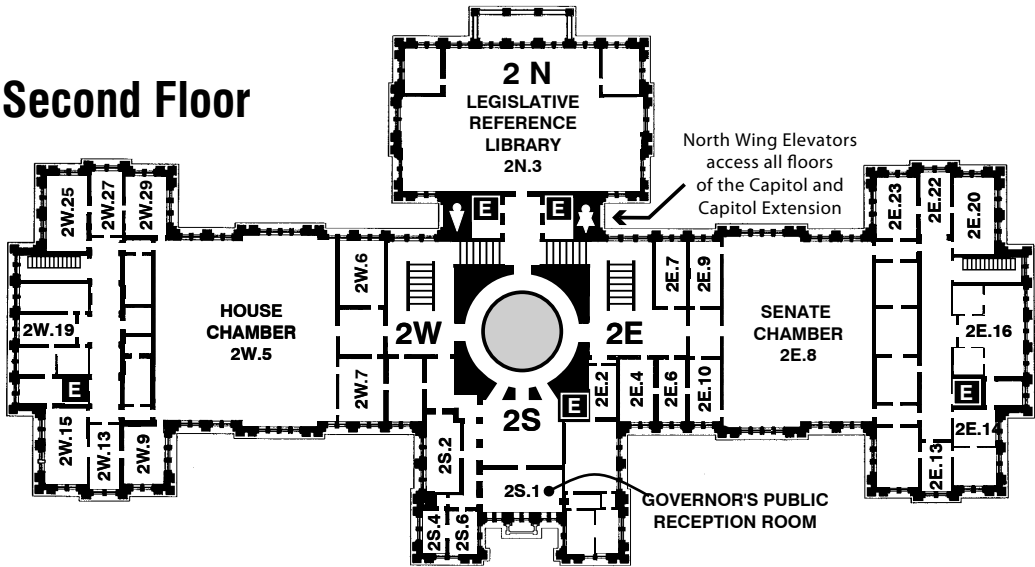 Second Floor
2 N
LEGISLATIVE
REFERENCE
LIBRARY
2N.3
North Wing Elevators
access all floors
of the Capitol and
Capitol Extension
E
E
2W.25
2W.27
2W.29
2E.23
2E.22
2E.20
2W.6
2E.7
2E.9
HOUSE
CHAMBER
2W.5
2W
2E
SENATE
CHAMBER
2E.8
2W.19
2E.16
E
2W.7
2E.2
2E.4
2E.6
2E.10
E
E
2S
2W.15
2W.13
2W.9
2S.2
2E.14
2E.13
2S.1
GOVERNOR'S PUBLIC
RECEPTION ROOM
2S.4
2S.6